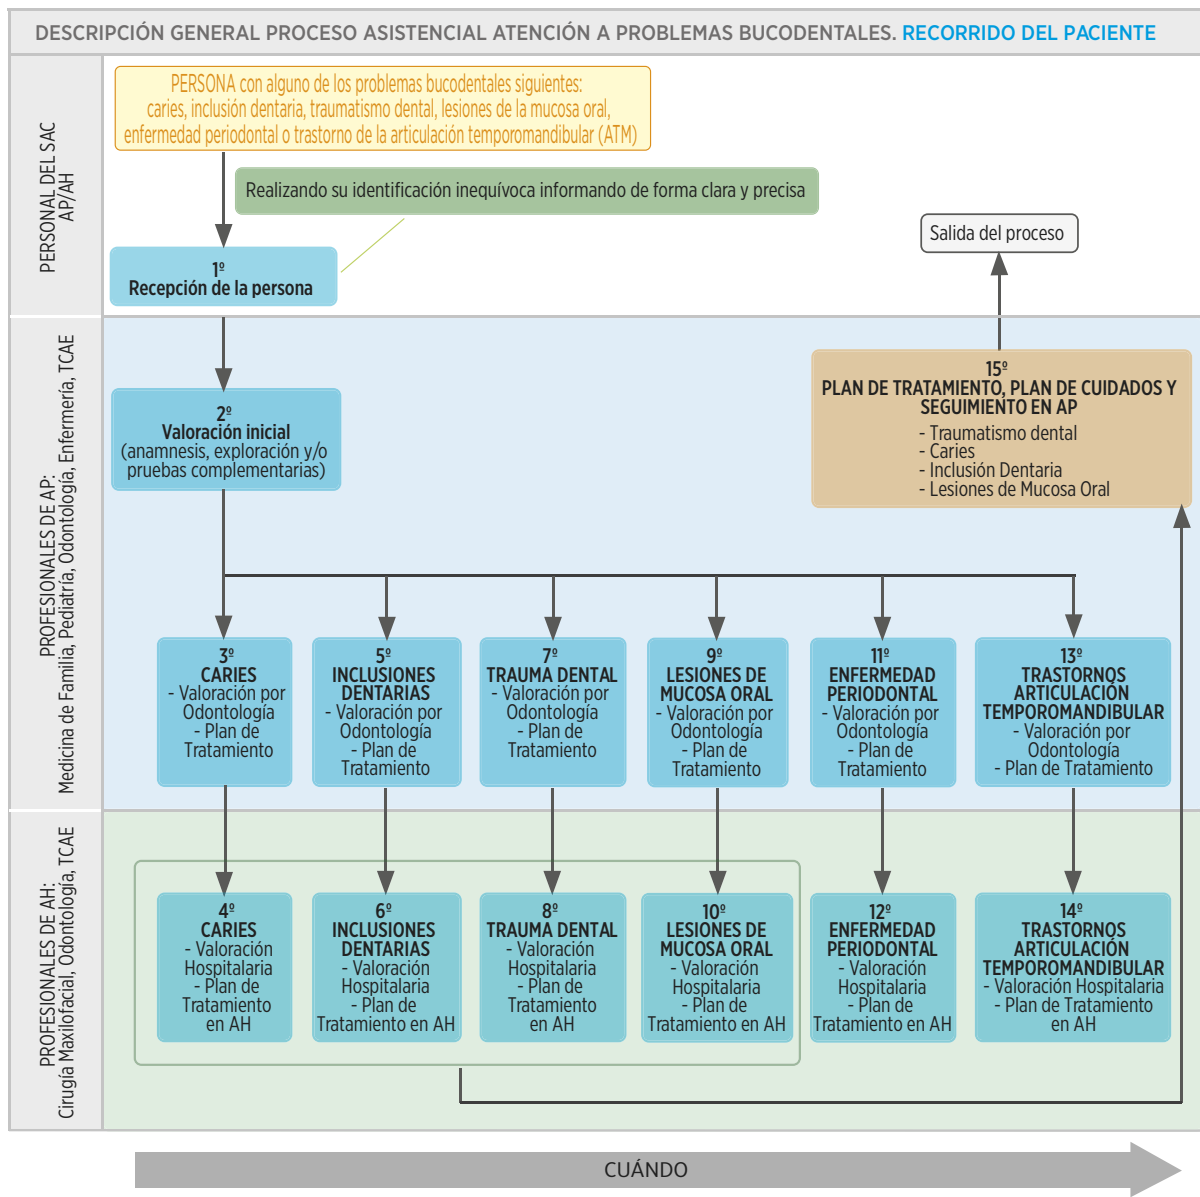 DESCRIPCIÓN GENERAL PROCESO ASISTENCIAL ATENCIÓN A PROBLEMAS BUCODENTALES. RECORRIDO DEL PACIENTE
PERSONAL DEL SAC
AP/AH
PERSONA con alguno de los problemas bucodentales siguientes:
caries, inclusión dentaria, traumatismo dental, lesiones de la mucosa oral,
enfermedad periodontal o trastorno de la articulación temporomandibular (ATM)
Realizando su identificación inequívoca informando de forma clara y precisa
Salida del proceso
1º
Recepción de la persona
PROFESIONALES DE AP:
Medicina de Familia, Pediatría, Odontología, Enfermería, TCAE
2º
Valoración inicial
(anamnesis, exploración y/o
pruebas complementarias)
15º
PLAN DE TRATAMIENTO, PLAN DE CUIDADOS Y
SEGUIMIENTO EN AP
- Traumatismo dental
- Caries
- Inclusión Dentaria
- Lesiones de Mucosa Oral
3º
CARIES
- Valoración por
Odontología
- Plan de
Tratamiento
5º
INCLUSIONES
DENTARIAS
- Valoración por
Odontología
- Plan de
Tratamiento
7º
TRAUMA DENTAL
- Valoración por
Odontología
- Plan de
Tratamiento
9º
LESIONES DE
MUCOSA ORAL
- Valoración por
Odontología
- Plan de
Tratamiento
11º
ENFERMEDAD
PERIODONTAL
- Valoración por
Odontología
- Plan de
Tratamiento
13º
TRASTORNOS
ARTICULACIÓN
TEMPOROMANDIBULAR
- Valoración por
Odontología
- Plan de Tratamiento
PROFESIONALES DE AH:
Cirugía Maxilofacial, Odontología, TCAE
4º
CARIES
- Valoración
Hospitalaria
- Plan de
Tratamiento
en AH
6º
INCLUSIONES
DENTARIAS
- Valoración
Hospitalaria
- Plan de
Tratamiento en AH
8º
TRAUMA DENTAL
- Valoración
Hospitalaria
- Plan de
Tratamiento
en AH
10º
LESIONES DE
MUCOSA ORAL
- Valoración
Hospitalaria
- Plan de
Tratamiento en AH
12º
ENFERMEDAD
PERIODONTAL
- Valoración
Hospitalaria
- Plan de
Tratamiento en AH
14º
TRASTORNOS
ARTICULACIÓN
TEMPOROMANDIBULAR
- Valoración Hospitalaria
- Plan de Tratamiento
en AH
CUÁNDO